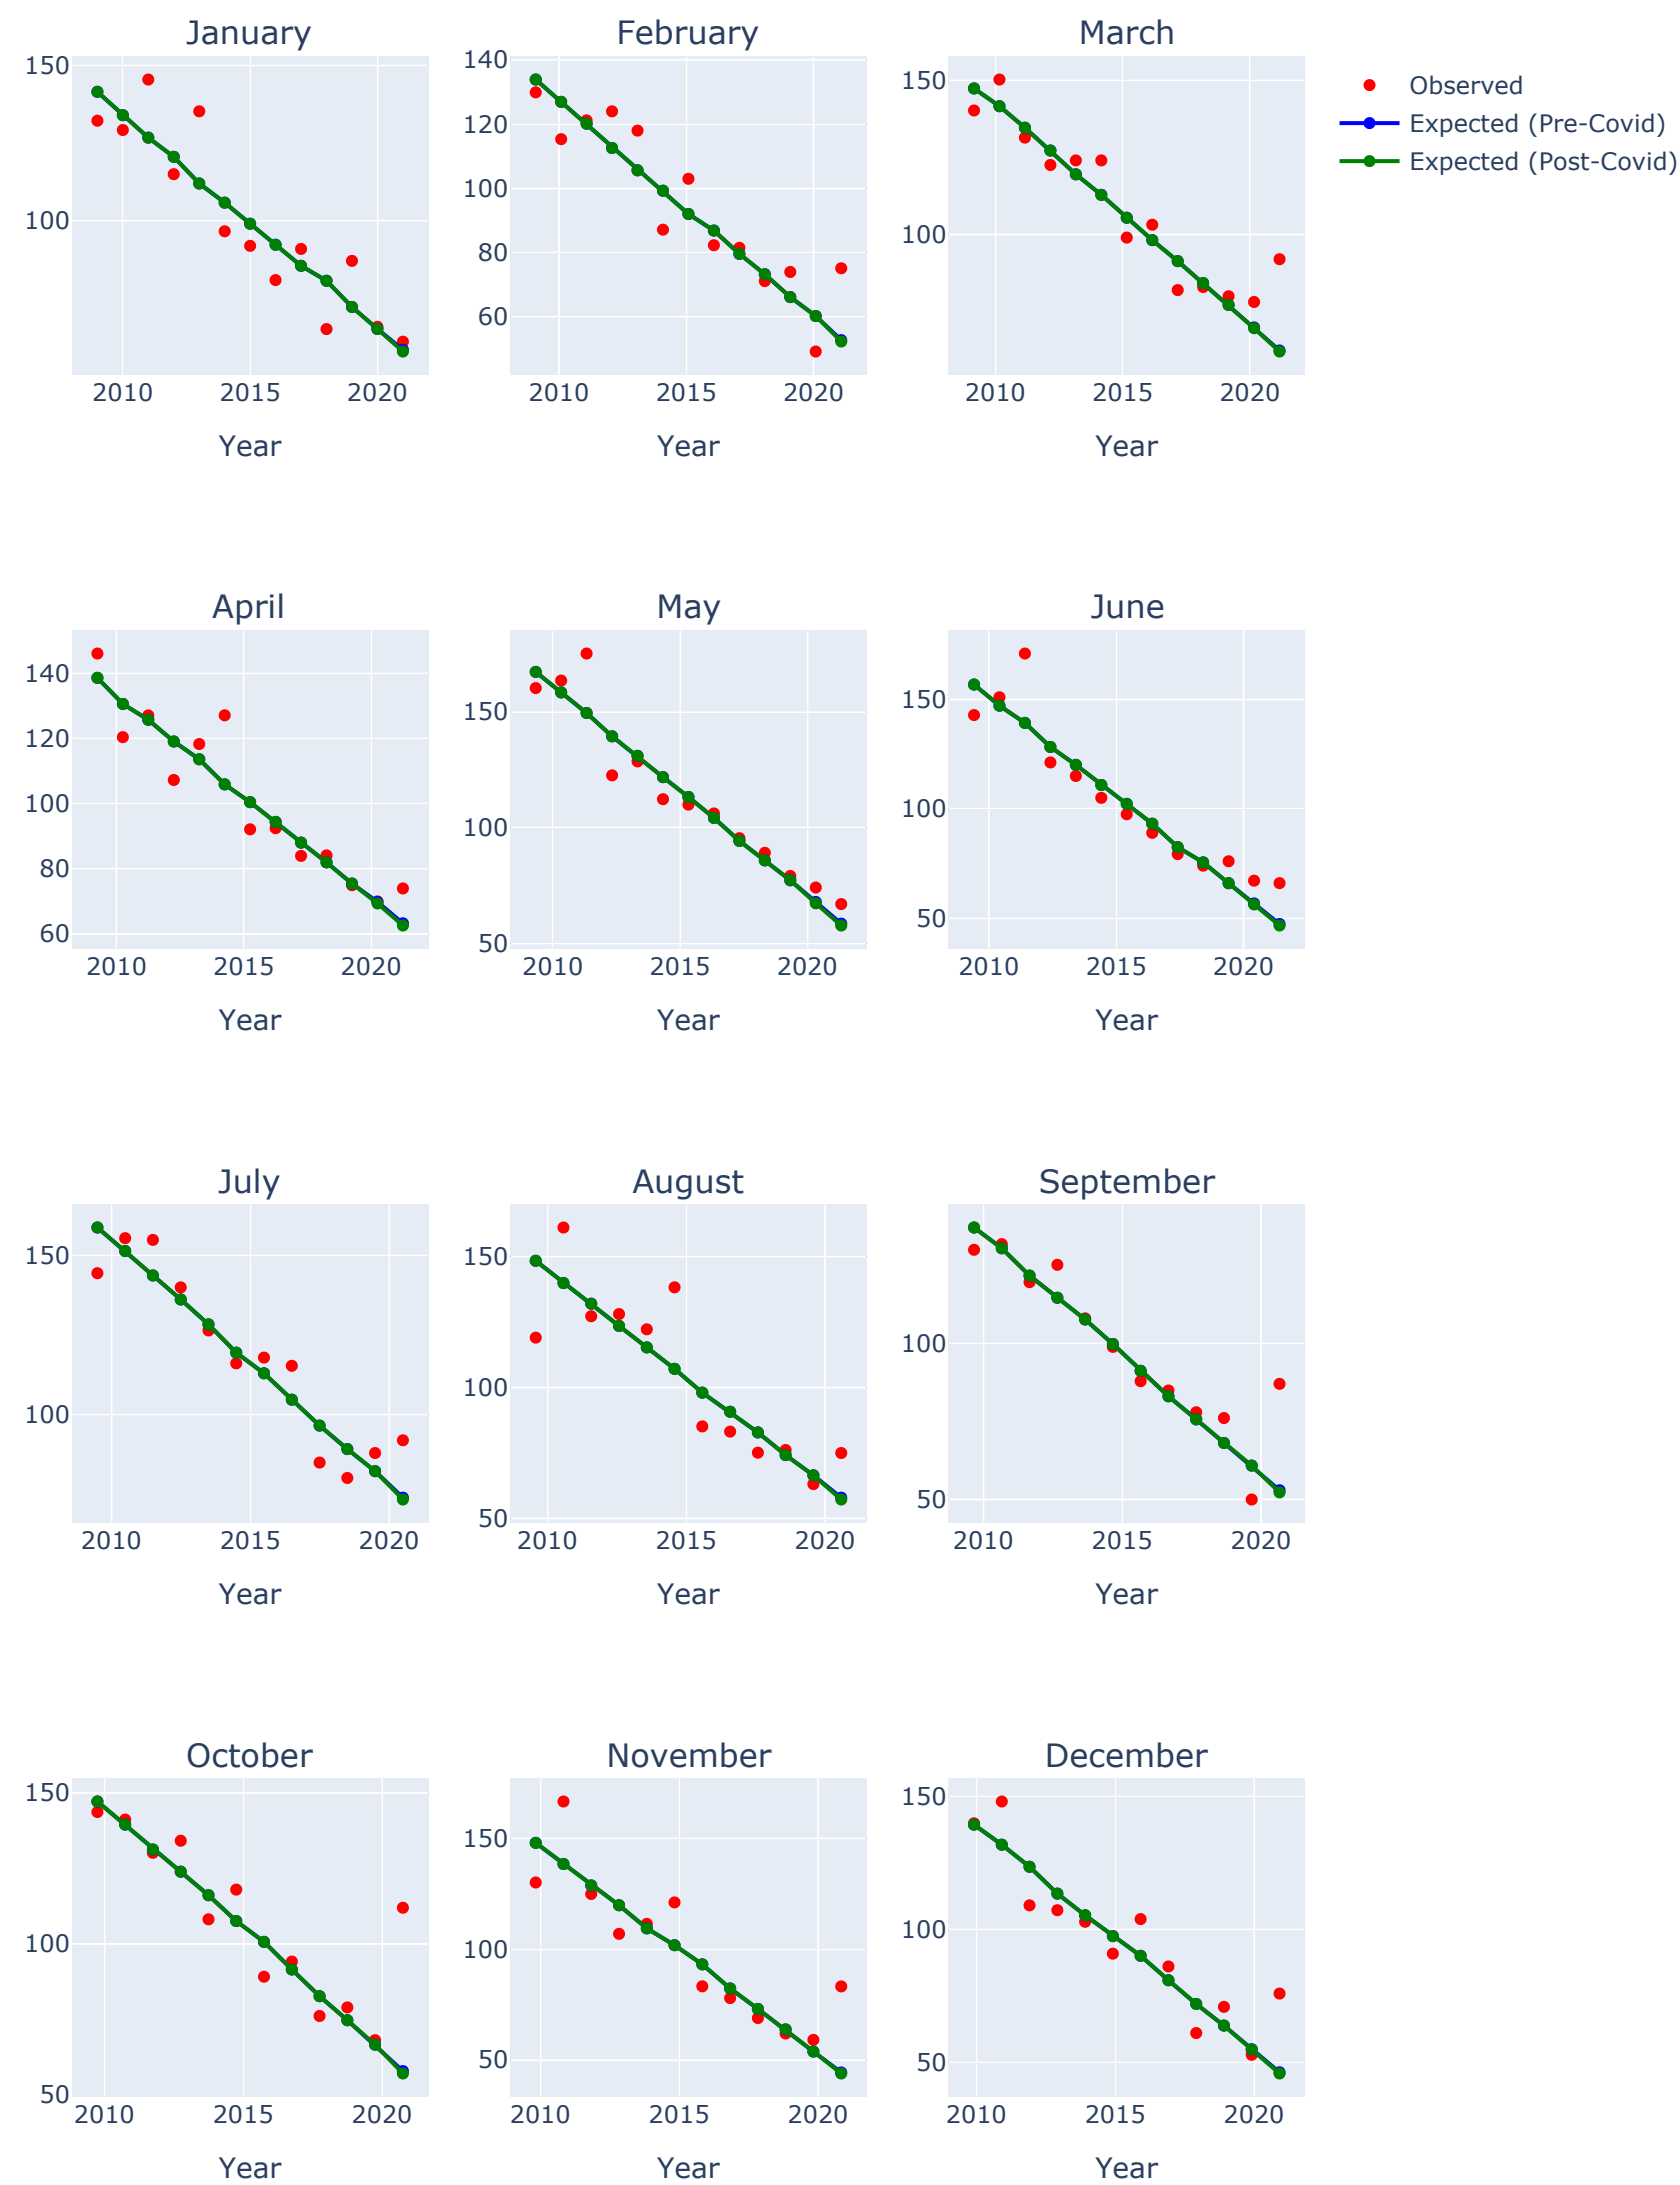 January
February
March
150
100
2010
2015
2020
Year
140
120
100
80
60
2010
2015
2020
Year
150
100
2010
2015
2020
Year
Observed
Expected (Pre-Covid)
Expected (Post-Covid)
April
May
June
140
120
100
80
60
2010
2015
2020
Year
150
100
50
2010
2015
2020
Year
150
100
50
2010
2015
2020
Year
July
August
September
150
100
2010
2015
2020
Year
150
100
50
2010
2015
2020
Year
100
50
2010
2015
2020
Year
October
November
December
150
100
50
2010
2015
2020
Year
150
100
50
2010
2015
2020
Year
150
100
50
2010
2015
2020
Year